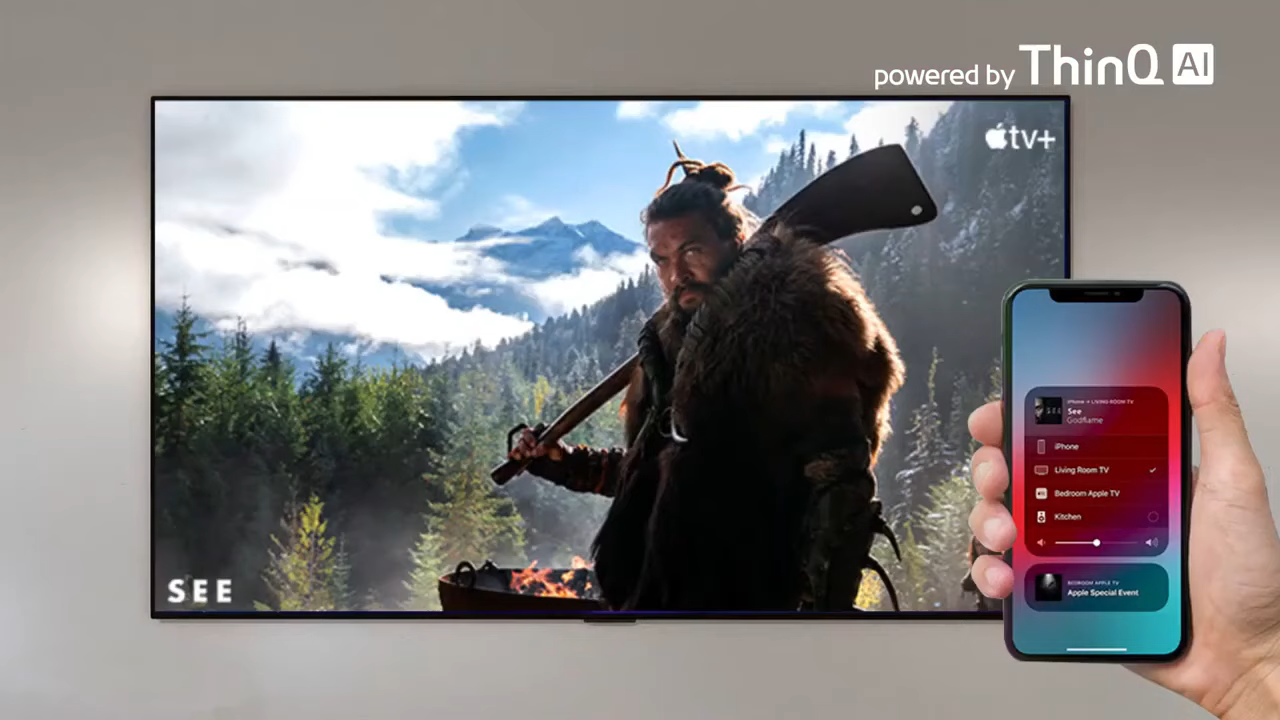 powered by ThinQ AI
tv+
SEE
iPhone → LIVING ROOM TV
See
Godflame
iPhone
Living Room TV
Bedroom Apple TV
Kitchen
BEDROOM APPLE TV
Apple Special Event